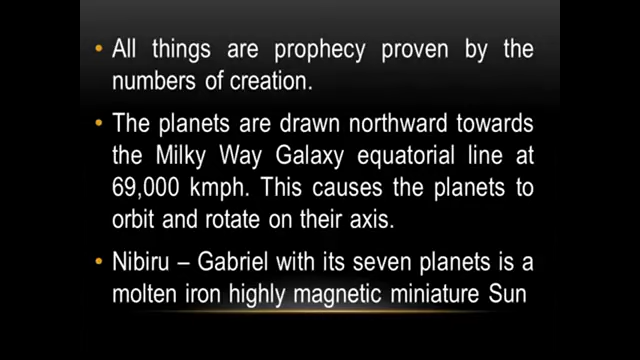 • All things are prophecy proven by the
numbers of creation.
• The planets are drawn northward towards
the Milky Way Galaxy equatorial line at
69,000 kmph. This causes the planets to
orbit and rotate on their axis.
• Nibiru – Gabriel with its seven planets is a
molten iron highly magnetic miniature Sun